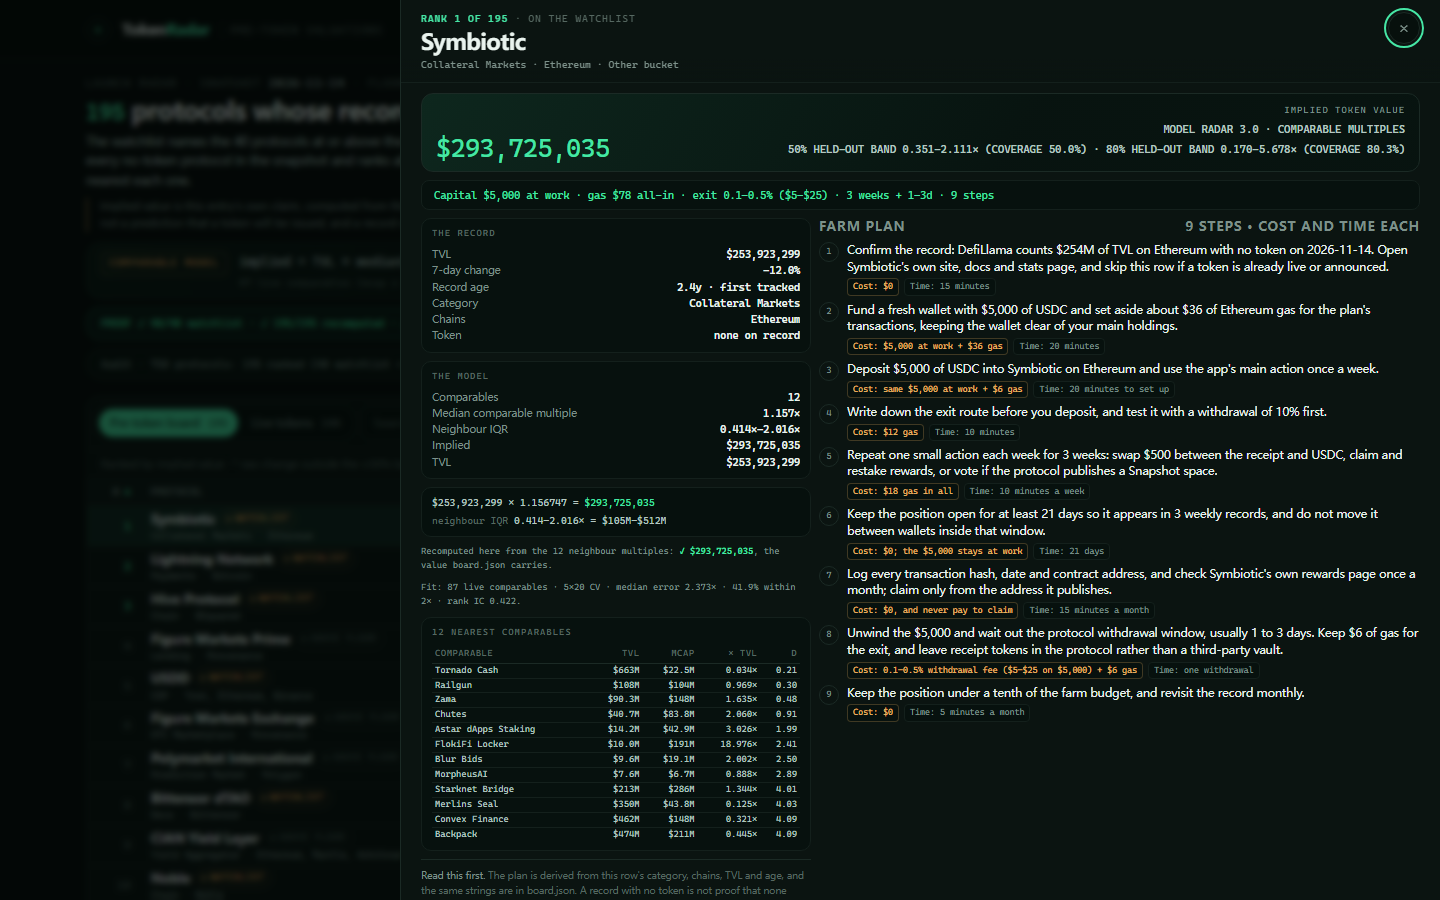 RANK 1 OF 195 · ON THE WATCHLIST
Symbiotic
Collateral Markets · Ethereum · Other bucket
×
IMPLIED TOKEN VALUE
MODEL RADAR 3.0 · COMPARABLE MULTIPLES
$293,725,035
50% HELD-OUT BAND 0.351–2.111× (COVERAGE 50.0%) · 80% HELD-OUT BAND 0.170–5.678× (COVERAGE 80.3%)
Capital $5,000 at work · gas $78 all-in · exit 0.1–0.5% ($5–$25) · 3 weeks + 1–3d · 9 steps
THE RECORD
TVL $253,923,299
7-day change −12.0%
Record age 2.4y · first tracked
Category Collateral Markets
Chains Ethereum
Token none on record
THE MODEL
Comparables 12
Median comparable multiple 1.157×
Neighbour IQR 0.414×–2.016×
Implied $293,725,035
TVL $253,923,299
$253,923,299 × 1.156747 = $293,725,035
neighbour IQR 0.414–2.016× = $105M–$512M
Recomputed here from the 12 neighbour multiples: ✓ $293,725,035, the
value board.json carries.
Fit: 87 live comparables · 5×20 CV · median error 2.373× · 41.9% within
2× · rank IC 0.422.
12 NEAREST COMPARABLES
COMPARABLE TVL MCAP × TVL D
Tornado Cash $663M $22.5M 0.034× 0.21
Railgun $108M $104M 0.969× 0.30
Zama $90.3M $148M 1.635× 0.48
Chutes $40.7M $83.8M 2.060× 0.91
Astar dApps Staking $14.2M $42.9M 3.026× 1.99
FlokiFi Locker $10.0M $191M 18.976× 2.41
Blur Bids $9.6M $19.1M 2.002× 2.50
MorpheusAI $7.6M $6.7M 0.888× 2.89
Starknet Bridge $213M $286M 1.344× 4.01
Merlins Seal $350M $43.8M 0.125× 4.03
Convex Finance $462M $148M 0.321× 4.09
Backpack $474M $211M 0.445× 4.09
Read this first. The plan is derived from this row's category, chains, TVL and age, and
the same strings are in board.json. A record with no token is not proof that none
FARM PLAN 9 STEPS • COST AND TIME EACH
1 Confirm the record: DefiLlama counts $254M of TVL on Ethereum with no token on 2026-11-14. Open
Symbiotic's own site, docs and stats page, and skip this row if a token is already live or announced.
Cost: $0 Time: 15 minutes
2 Fund a fresh wallet with $5,000 of USDC and set aside about $36 of Ethereum gas for the plan's
transactions, keeping the wallet clear of your main holdings.
Cost: $5,000 at work + $36 gas Time: 20 minutes
3 Deposit $5,000 of USDC into Symbiotic on Ethereum and use the app's main action once a week.
Cost: same $5,000 at work + $6 gas Time: 20 minutes to set up
4 Write down the exit route before you deposit, and test it with a withdrawal of 10% first.
Cost: $12 gas Time: 10 minutes
5 Repeat one small action each week for 3 weeks: swap $500 between the receipt and USDC, claim and
restake rewards, or vote if the protocol publishes a Snapshot space.
Cost: $18 gas in all Time: 10 minutes a week
6 Keep the position open for at least 21 days so it appears in 3 weekly records, and do not move it
between wallets inside that window.
Cost: $0; the $5,000 stays at work Time: 21 days
7 Log every transaction hash, date and contract address, and check Symbiotic's own rewards page once a
month; claim only from the address it publishes.
Cost: $0, and never pay to claim Time: 15 minutes a month
8 Unwind the $5,000 and wait out the protocol withdrawal window, usually 1 to 3 days. Keep $6 of gas for
the exit, and leave receipt tokens in the protocol rather than a third-party vault.
Cost: 0.1–0.5% withdrawal fee ($5–$25 on $5,000) + $6 gas Time: one withdrawal
9 Keep the position under a tenth of the farm budget, and revisit the record monthly.
Cost: $0 Time: 5 minutes a month
TokenRadar
195 protocols whose recor
Symbiotic
Lightning Network
Figure Markets Prime
Figure Markets Exchange
Polymarket International